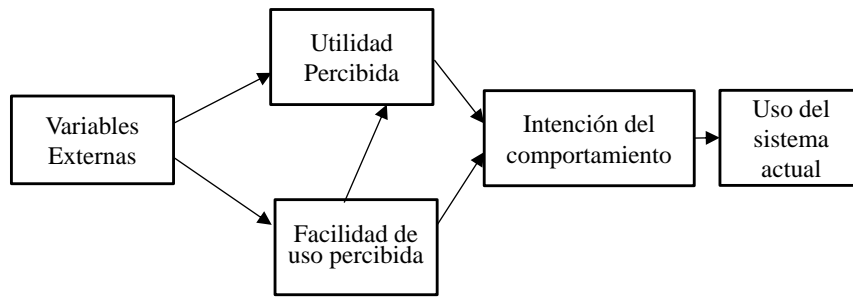 Utilidad
Percibida
Variables
Externas
Facilidad de
uso percibida
Intención del
comportamiento
Uso del
sistema
actual